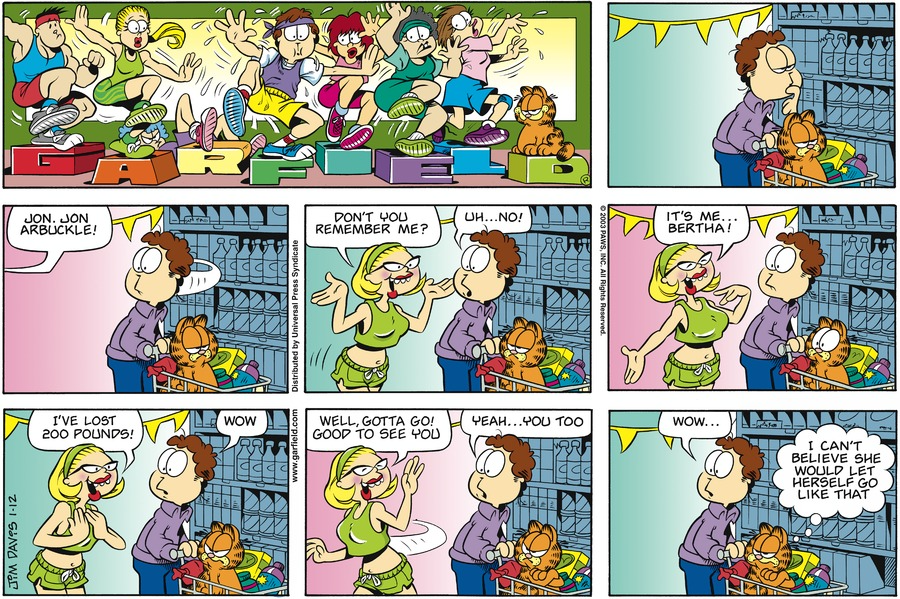 GARFIELD
JON. JON
ARBUCKLE!
Distributed by Universal Press Syndicate
DON'T YOU
REMEMBER ME?
UH...NO!
IT'S ME...
BERTHA!
© 2003 PAWS, INC. All Rights Reserved.
I'VE LOST
200 POUNDS!
WOW
JIM DAVIS 1-12
www.garfield.com
WELL, GOTTA GO!
GOOD TO SEE YOU
YEAH...YOU TOO
WOW...
I CAN'T
BELIEVE SHE
WOULD LET
HERSELF GO
LIKE THAT